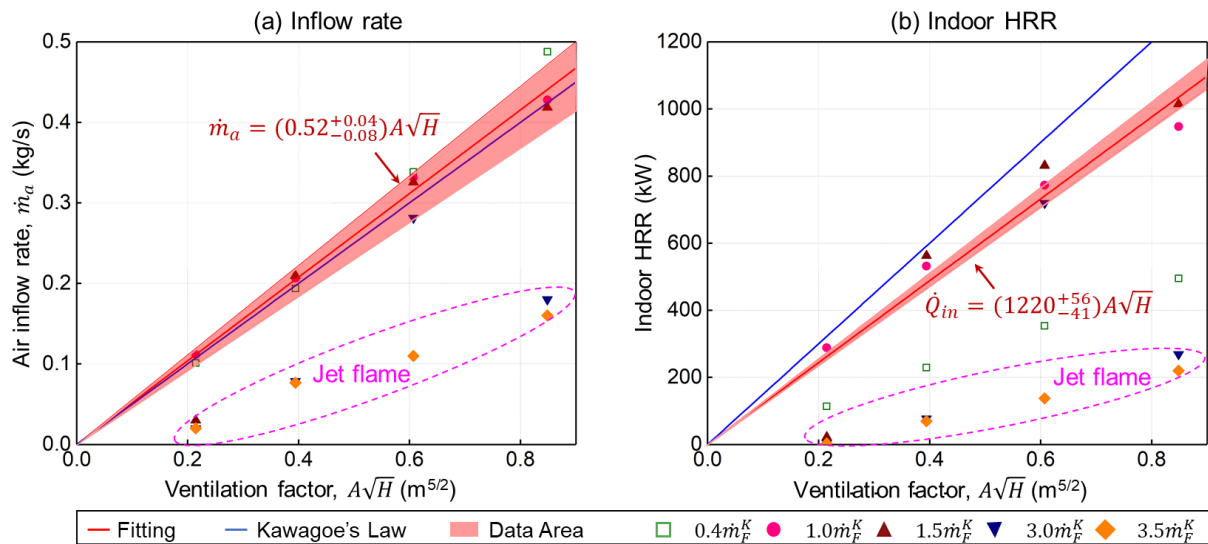 (a) Inflow rate
(b) Indoor HRR
0.5
0.4
0.3
0.2
0.1
0.0
Air inflow rate, ṁₐ (kg/s)
ṁₐ = (0.52 +0.04 −0.08)A√H
Jet flame
0.0 0.2 0.4 0.6 0.8
Ventilation factor, A√H (m^5/2)
1200
1000
800
600
400
200
0
Indoor HRR (kW)
Q̇ᵢₙ = (1220 +56 −41)A√H
Jet flame
0.0 0.2 0.4 0.6 0.8
Ventilation factor, A√H (m^5/2)
Fitting Kawagoe's Law Data Area 0.4ṁ_F^K 1.0ṁ_F^K 1.5ṁ_F^K 3.0ṁ_F^K 3.5ṁ_F^K